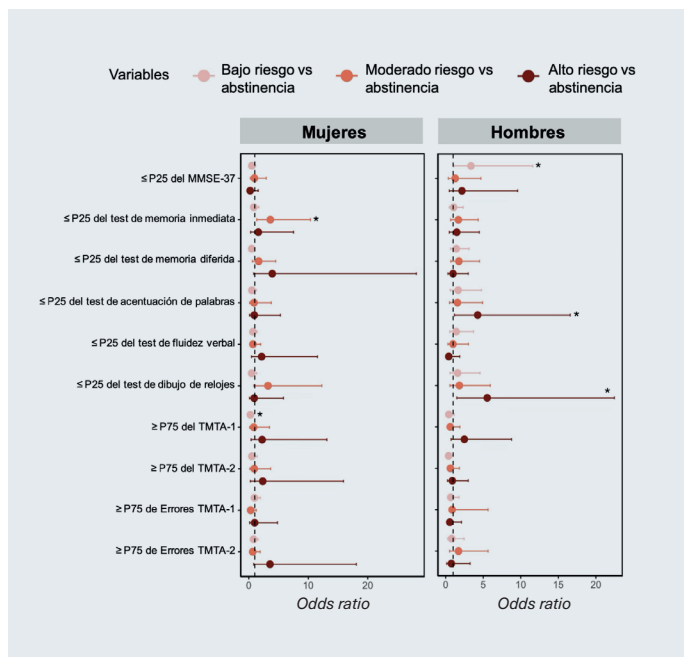 Variables
Bajo riesgo vs
abstinencia
Moderado riesgo vs
abstinencia
Alto riesgo vs
abstinencia
Mujeres
Hombres
≤ P25 del MMSE-37
*
≤ P25 del test de memoria inmediata
*
≤ P25 del test de memoria diferida
≤ P25 del test de acentuación de palabras
*
≤ P25 del test de fluidez verbal
≤ P25 del test de dibujo de relojes
*
≥ P75 del TMTA-1
*
≥ P75 del TMTA-2
≥ P75 de Errores TMTA-1
≥ P75 de Errores TMTA-2
0 10 20
0 5 10 15 20
Odds ratio
Odds ratio